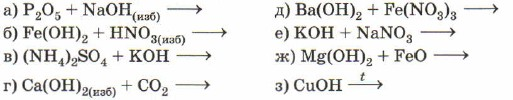 а) P₂O₅ + NaOH₍изб₎ ⟶
б) Fe(OH)₂ + HNO₃₍изб₎ ⟶
в) (NH₄)₂SO₄ + KOH ⟶
г) Ca(OH)₂₍изб₎ + CO₂ ⟶
д) Ba(OH)₂ + Fe(NO₃)₃ ⟶
е) KOH + NaNO₃ ⟶
ж) Mg(OH)₂ + FeO ⟶
з) CuOH —t→